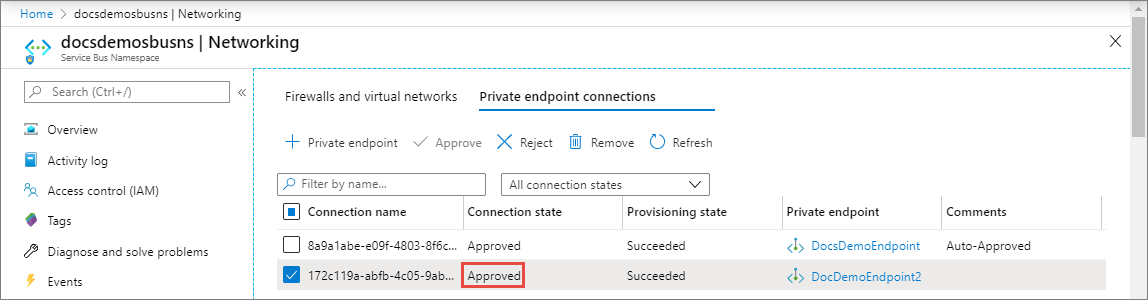 Home > docsdemosbusns | Networking
docsdemosbusns | Networking
Service Bus Namespace
Search (Ctrl+/)
«
Overview
Activity log
Access control (IAM)
Tags
Diagnose and solve problems
Events
Firewalls and virtual networks Private endpoint connections
+ Private endpoint Approve Reject Remove Refresh
Filter by name... All connection states
Connection name Connection state Provisioning state Private endpoint Comments
8a9a1abe-e09f-4803-8f6c... Approved Succeeded DocsDemoEndpoint Auto-Approved
172c119a-abfb-4c05-9ab... Approved Succeeded DocDemoEndpoint2